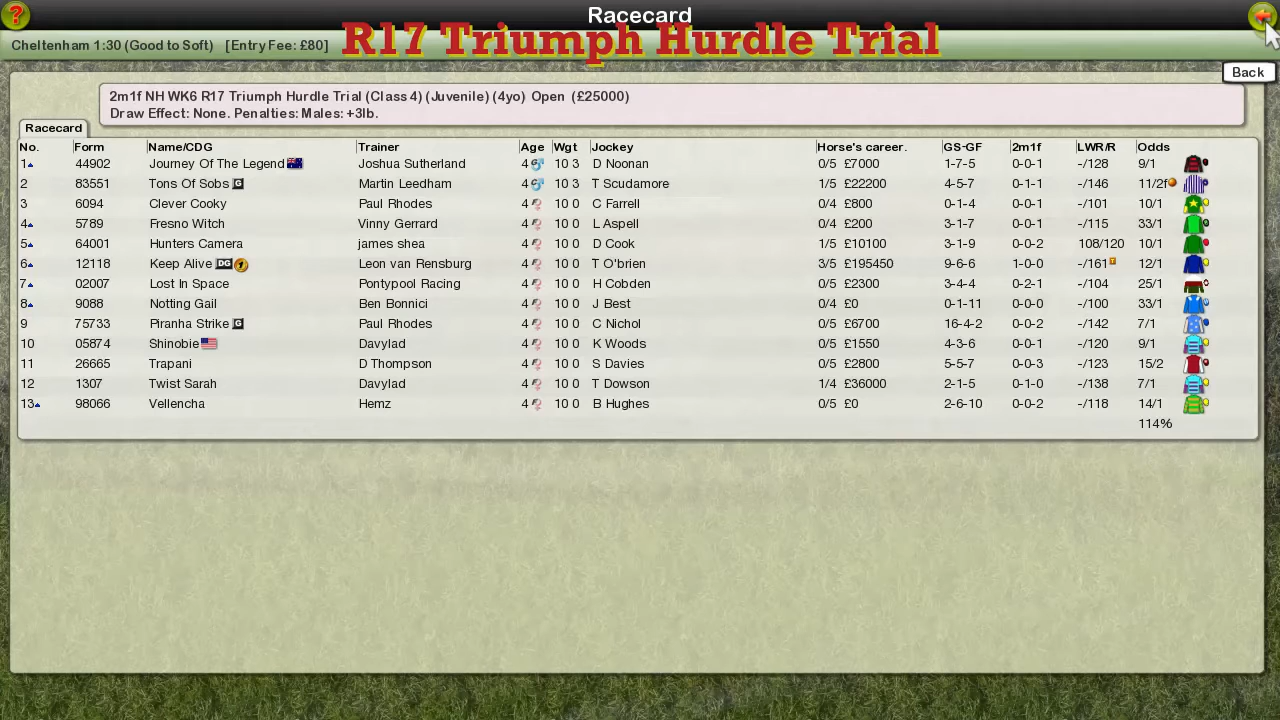 Racecard
R17 Triumph Hurdle Trial
Cheltenham 1:30 (Good to Soft) [Entry Fee: £80]
Back
2m1f NH WK6 R17 Triumph Hurdle Trial (Class 4) (Juvenile) (4yo) Open (£25000)
Draw Effect: None. Penalties: Males: +3lb.
Racecard
No. Form Name/CDG Trainer Age Wgt Jockey Horse's career. GS-GF 2m1f LWR/R Odds
1 44902 Journey Of The Legend Joshua Sutherland 4 10 3 D Noonan 0/5 £7000 1-7-5 0-0-1 -/128 9/1
2 83551 Tons Of Sobs G Martin Leedham 4 10 3 T Scudamore 1/5 £22200 4-5-7 0-1-1 -/146 11/2f
3 6094 Clever Cooky Paul Rhodes 4 10 0 C Farrell 0/4 £800 0-1-4 0-0-1 -/101 10/1
4 5789 Fresno Witch Vinny Gerrard 4 10 0 L Aspell 0/4 £200 3-1-7 0-0-1 -/115 33/1
5 64001 Hunters Camera james shea 4 10 0 D Cook 1/5 £10100 3-1-9 0-0-2 108/120 10/1
6 12118 Keep Alive DG 1 Leon van Rensburg 4 10 0 T O'brien 3/5 £195450 9-6-6 1-0-0 -/161 12/1
7 02007 Lost In Space Pontypool Racing 4 10 0 H Cobden 0/5 £2300 3-4-4 0-2-1 -/104 25/1
8 9088 Notting Gail Ben Bonnici 4 10 0 J Best 0/4 £0 0-1-11 0-0-0 -/100 33/1
9 75733 Piranha Strike G Paul Rhodes 4 10 0 C Nichol 0/5 £6700 16-4-2 0-0-2 -/142 7/1
10 05874 Shinobie Davylad 4 10 0 K Woods 0/5 £1550 4-3-6 0-0-1 -/120 9/1
11 26665 Trapani D Thompson 4 10 0 S Davies 0/5 £2800 5-5-7 0-0-3 -/123 15/2
12 1307 Twist Sarah Davylad 4 10 0 T Dowson 1/4 £36000 2-1-5 0-1-0 -/138 7/1
13 98066 Vellencha Hemz 4 10 0 B Hughes 0/5 £0 2-6-10 0-0-2 -/118 14/1
114%